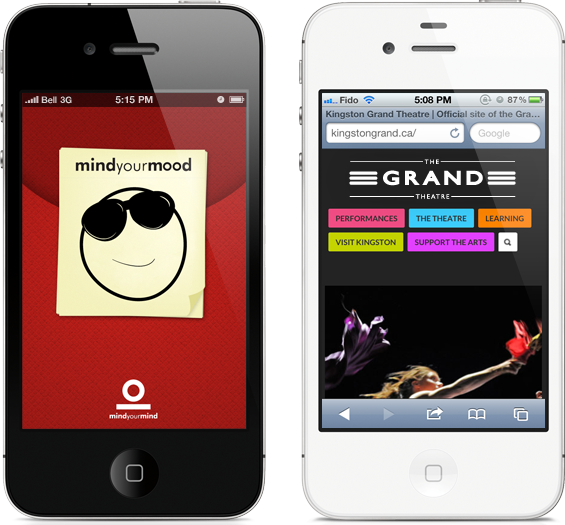 Bell 3G
5:15 PM
mindyourmood
mindyourmind
Fido
5:08 PM
87%
Kingston Grand Theatre | Official site of the Gra...
kingstongrand.ca/
Google
THE
GRAND
THEATRE
PERFORMANCES
THE THEATRE
LEARNING
VISIT KINGSTON
SUPPORT THE ARTS